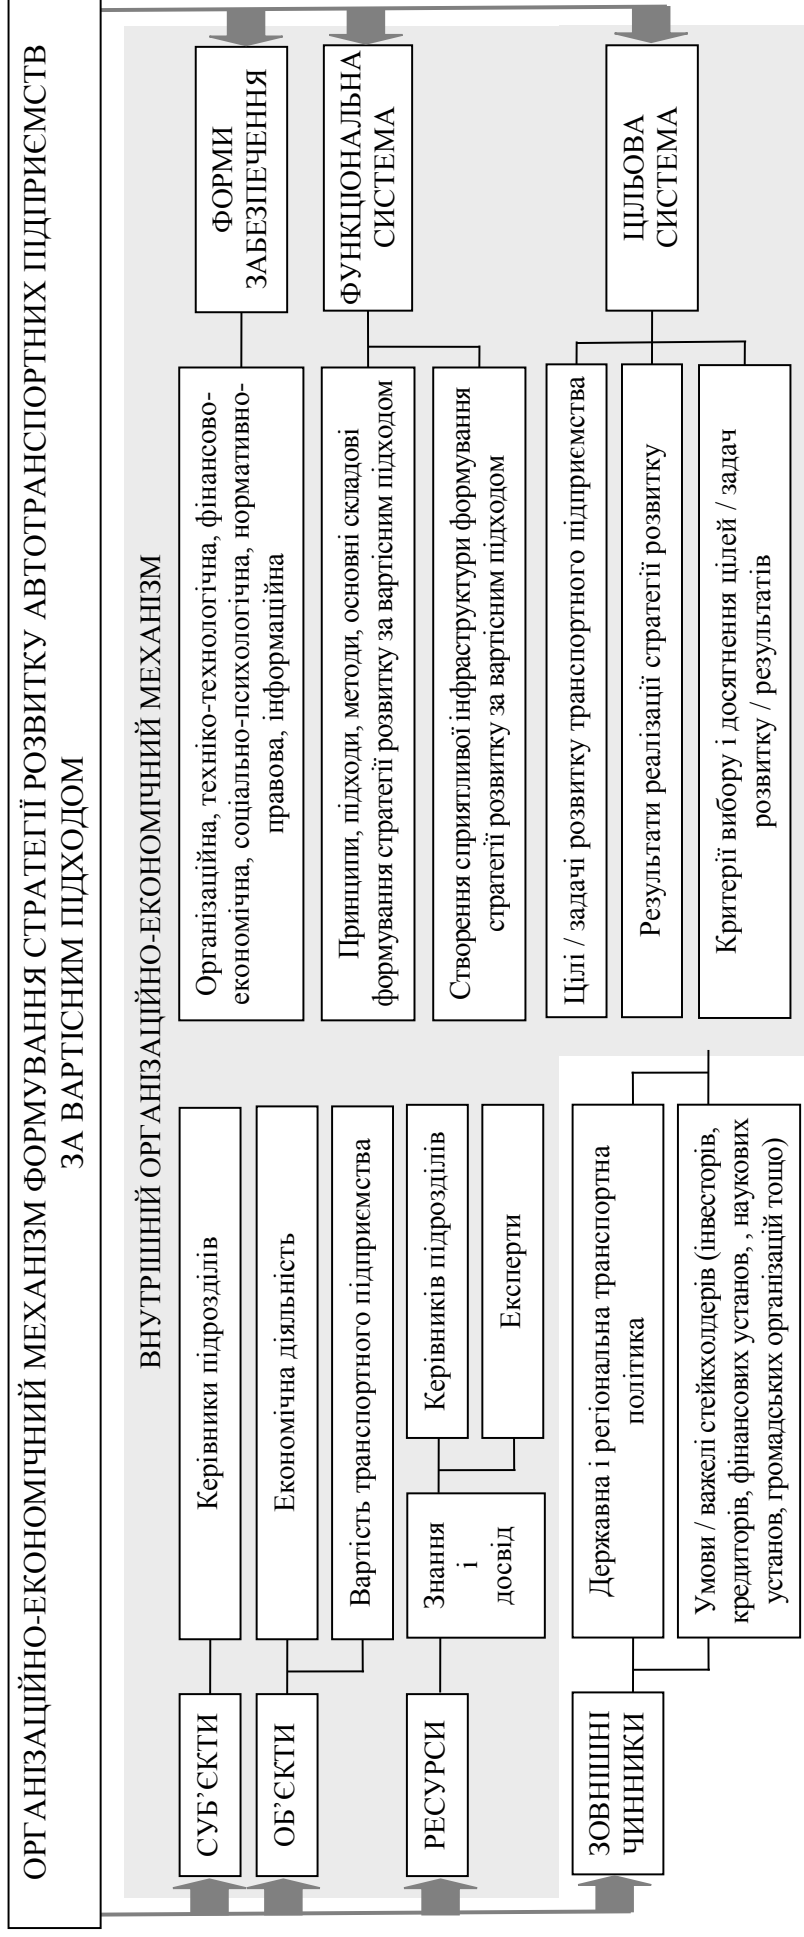 ОРГАНІЗАЦІЙНО-ЕКОНОМІЧНИЙ МЕХАНІЗМ ФОРМУВАННЯ СТРАТЕГІЇ РОЗВИТКУ АВТОТРАНСПОРТНИХ ПІДПРИЄМСТВ
ЗА ВАРТІСНИМ ПІДХОДОМ
ВНУТРІШНІЙ ОРГАНІЗАЦІЙНО-ЕКОНОМІЧНИЙ МЕХАНІЗМ
СУБ’ЄКТИ
Керівники підрозділів
ОБ’ЄКТИ
Економічна діяльність
Вартість транспортного підприємства
РЕСУРСИ
Знання
і
досвід
Керівників підрозділів
Експерти
ЗОВНІШНІ
ЧИННИКИ
Державна і регіональна транспортна
політика
Умови / важелі стейкхолдерів (інвесторів,
кредиторів, фінансових установ, , наукових
установ, громадських організацій тощо)
Організаційна, техніко-технологічна, фінансово-
економічна, соціально-психологічна, нормативно-
правова, інформаційна
ФОРМИ
ЗАБЕЗПЕЧЕННЯ
Принципи, підходи, методи, основні складові
формування стратегії розвитку за вартісним підходом
Створення сприятливої інфраструктури формування
стратегії розвитку за вартісним підходом
ФУНКЦІОНАЛЬНА
СИСТЕМА
Цілі / задачі розвитку транспортного підприємства
Результати реалізації стратегії розвитку
Критерії вибору і досягнення цілей / задач
розвитку / результатів
ЦІЛЬОВА
СИСТЕМА